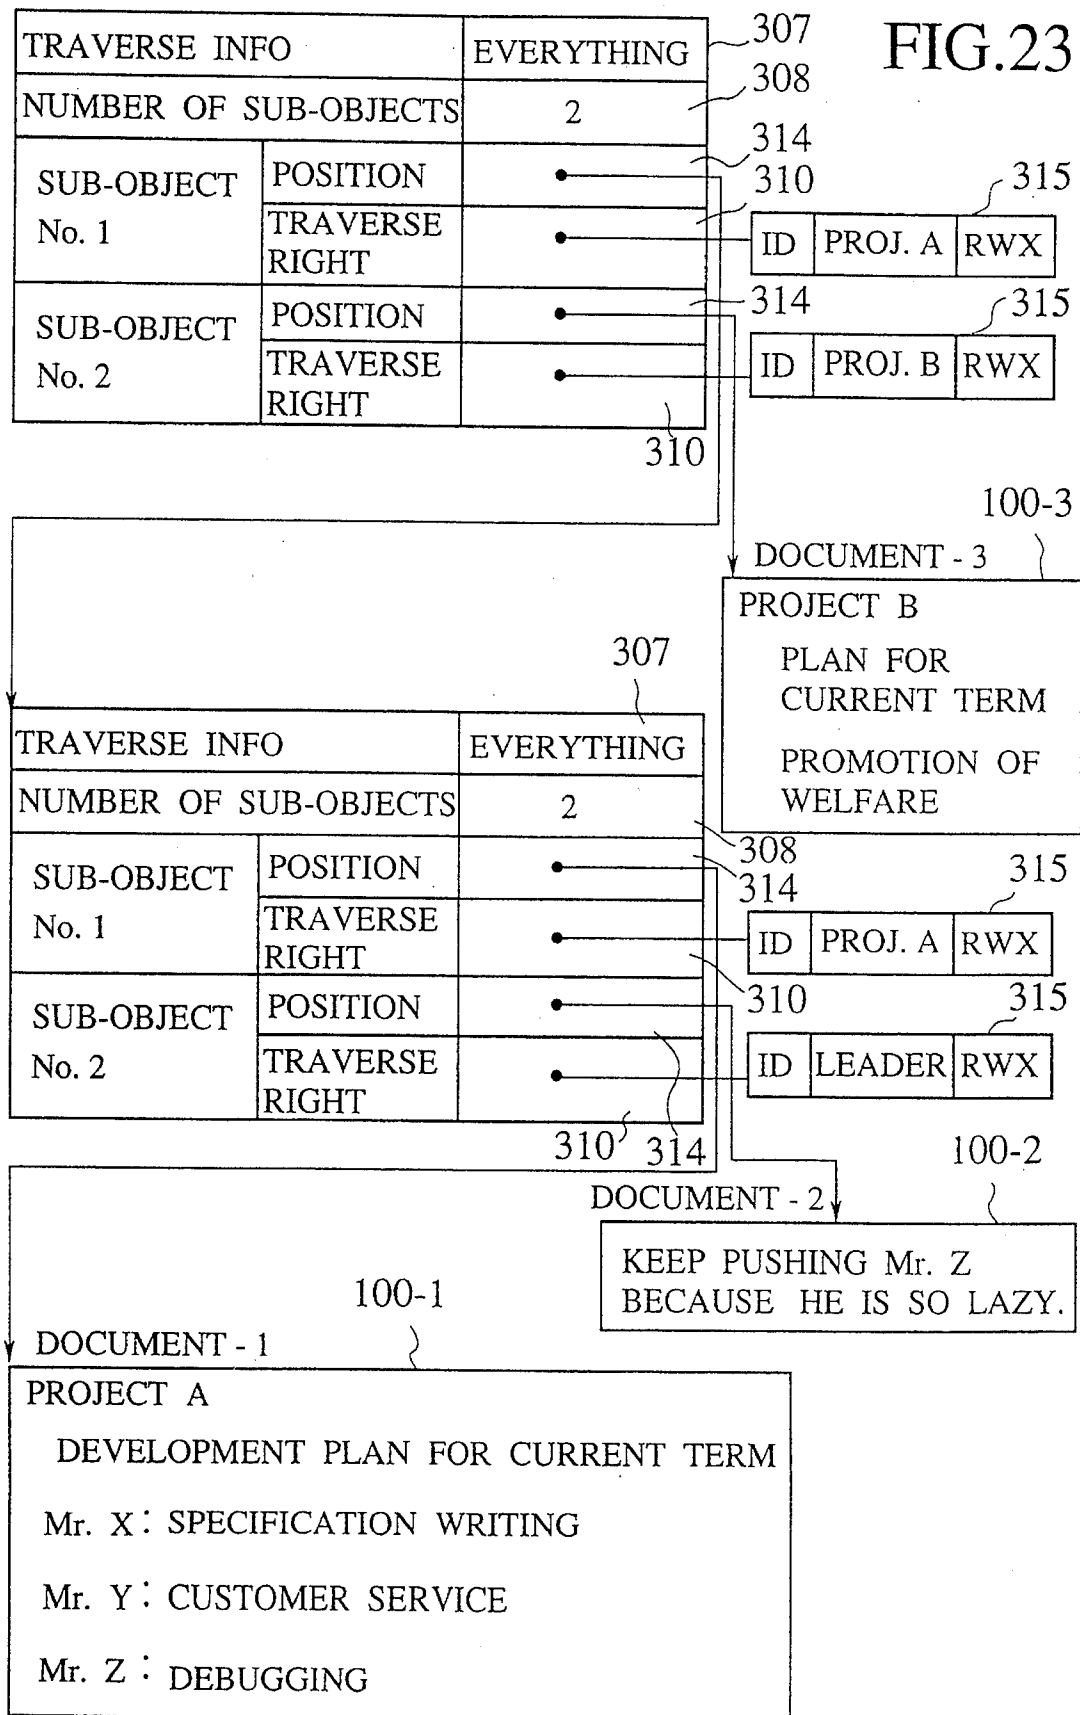 FIG.23
TRAVERSE INFO EVERYTHING 307
NUMBER OF SUB-OBJECTS 2 308
SUB-OBJECT No. 1 POSITION 314
TRAVERSE RIGHT 310
315
ID PROJ. A RWX
SUB-OBJECT No. 2 POSITION 314
TRAVERSE RIGHT 310
315
ID PROJ. B RWX
100-3
DOCUMENT - 3
PROJECT B
PLAN FOR
CURRENT TERM
PROMOTION OF
WELFARE
307
TRAVERSE INFO EVERYTHING
NUMBER OF SUB-OBJECTS 2 308
SUB-OBJECT No. 1 POSITION 314
TRAVERSE RIGHT 310
315
ID PROJ. A RWX
SUB-OBJECT No. 2 POSITION 314
TRAVERSE RIGHT 310
315
ID LEADER RWX
100-2
DOCUMENT - 2
KEEP PUSHING Mr. Z
BECAUSE HE IS SO LAZY.
100-1
DOCUMENT - 1
PROJECT A
DEVELOPMENT PLAN FOR CURRENT TERM
Mr. X : SPECIFICATION WRITING
Mr. Y : CUSTOMER SERVICE
Mr. Z : DEBUGGING